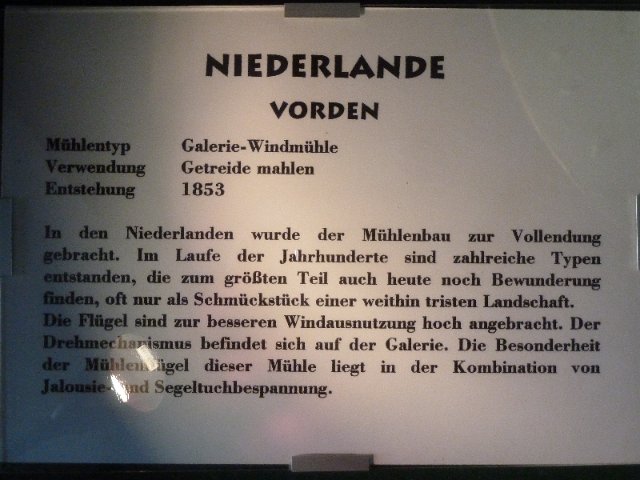 NIEDERLANDE
VORDEN
Mühlentyp Galerie-Windmühle
Verwendung Getreide mahlen
Entstehung 1853
In den Niederlanden wurde der Mühlenbau zur Vollendung
gebracht. Im Laufe der Jahrhunderte sind zahlreiche Typen
entstanden, die zum größten Teil auch heute noch Bewunderung
finden, oft nur als Schmückstück einer weithin tristen Landschaft.
Die Flügel sind zur besseren Windausnutzung hoch angebracht. Der
Drehmechanismus befindet sich auf der Galerie. Die Besonderheit
der Mühlenflügel dieser Mühle liegt in der Kombination von
Jalousie- und Segeltuchbespannung.